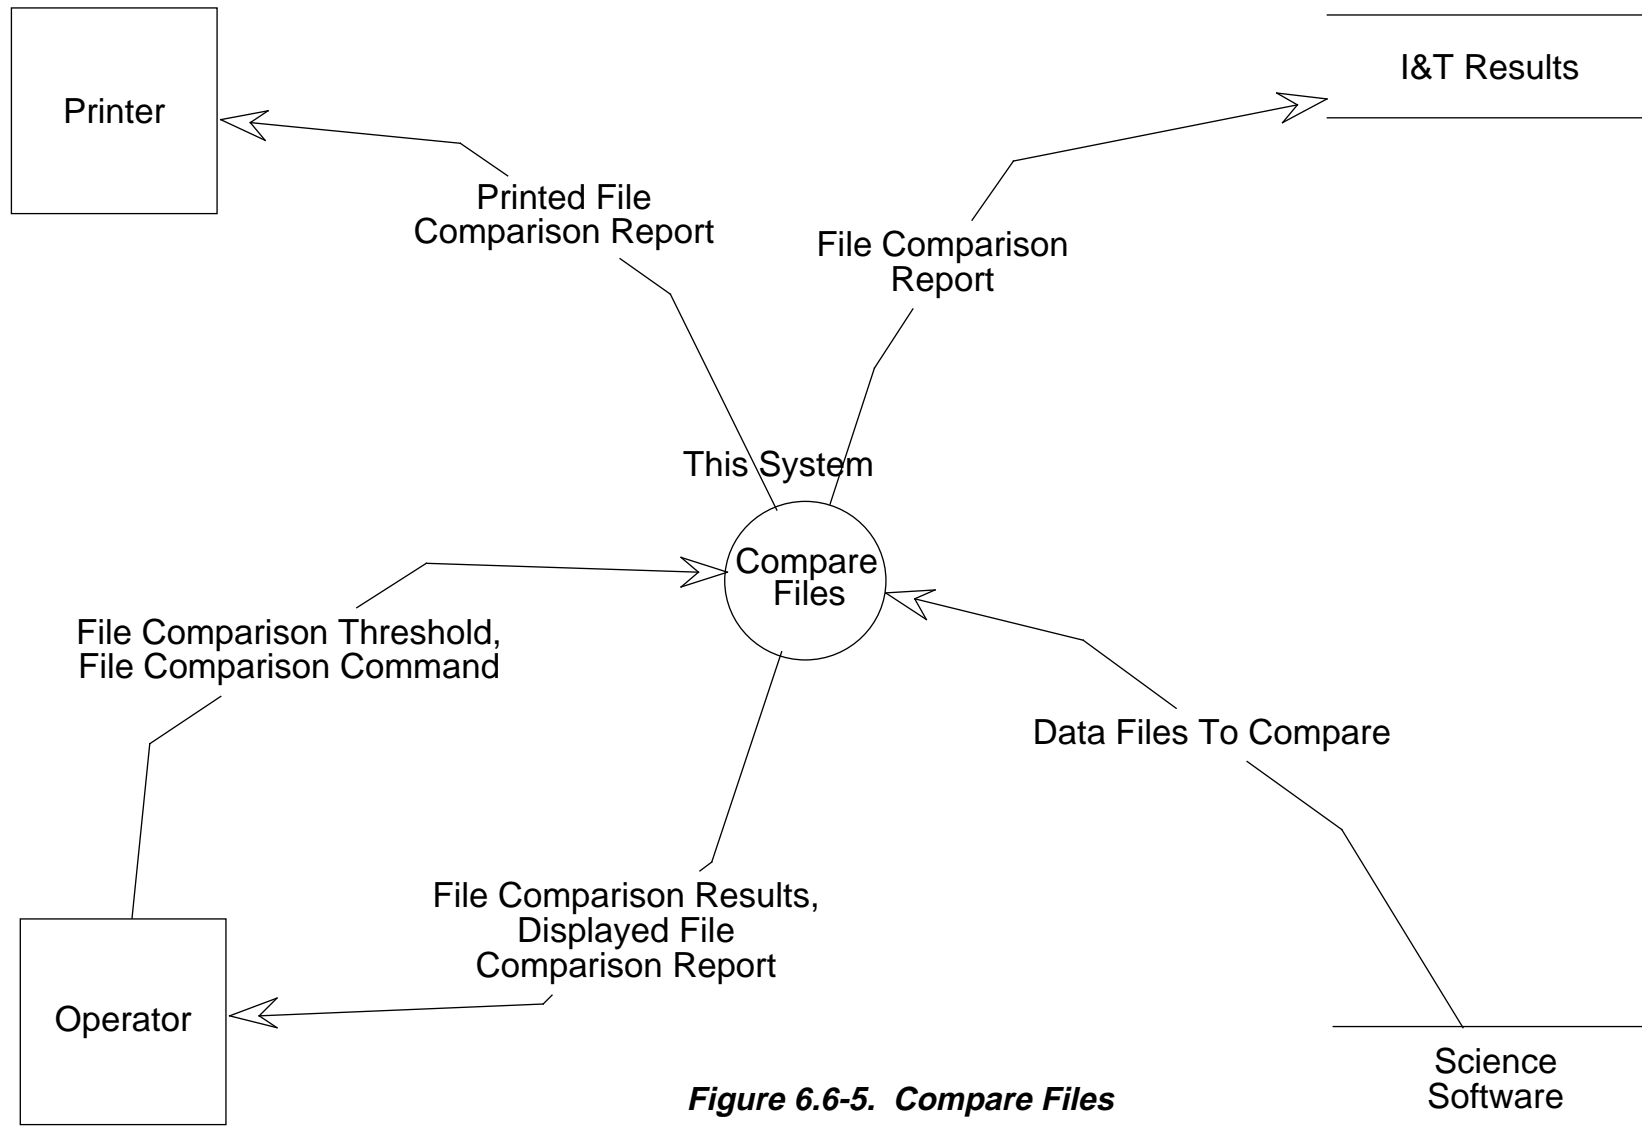 Printer
I&T Results
Printed File
Comparison Report
File Comparison
Report
This System
Compare
Files
File Comparison Threshold,
File Comparison Command
Data Files To Compare
File Comparison Results,
Displayed File
Comparison Report
Operator
Science
Software
Figure 6.6-5. Compare Files